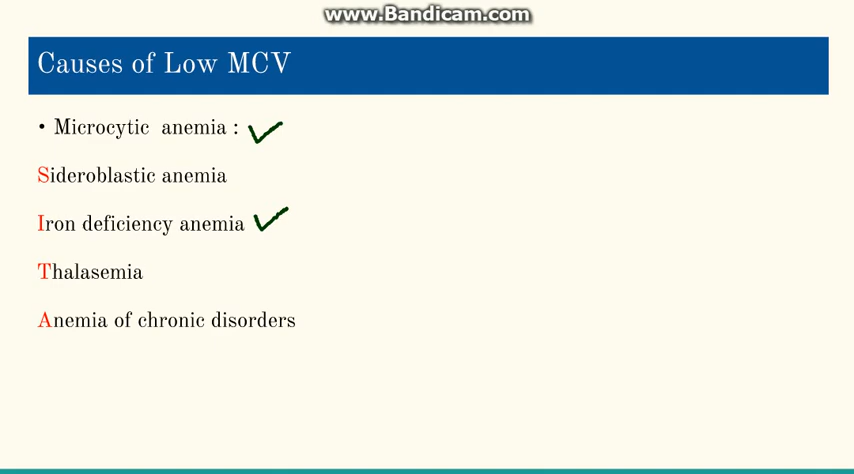 www.Bandicam.com
Causes of Low MCV
• Microcytic anemia :
Sideroblastic anemia
Iron deficiency anemia
Thalasemia
Anemia of chronic disorders